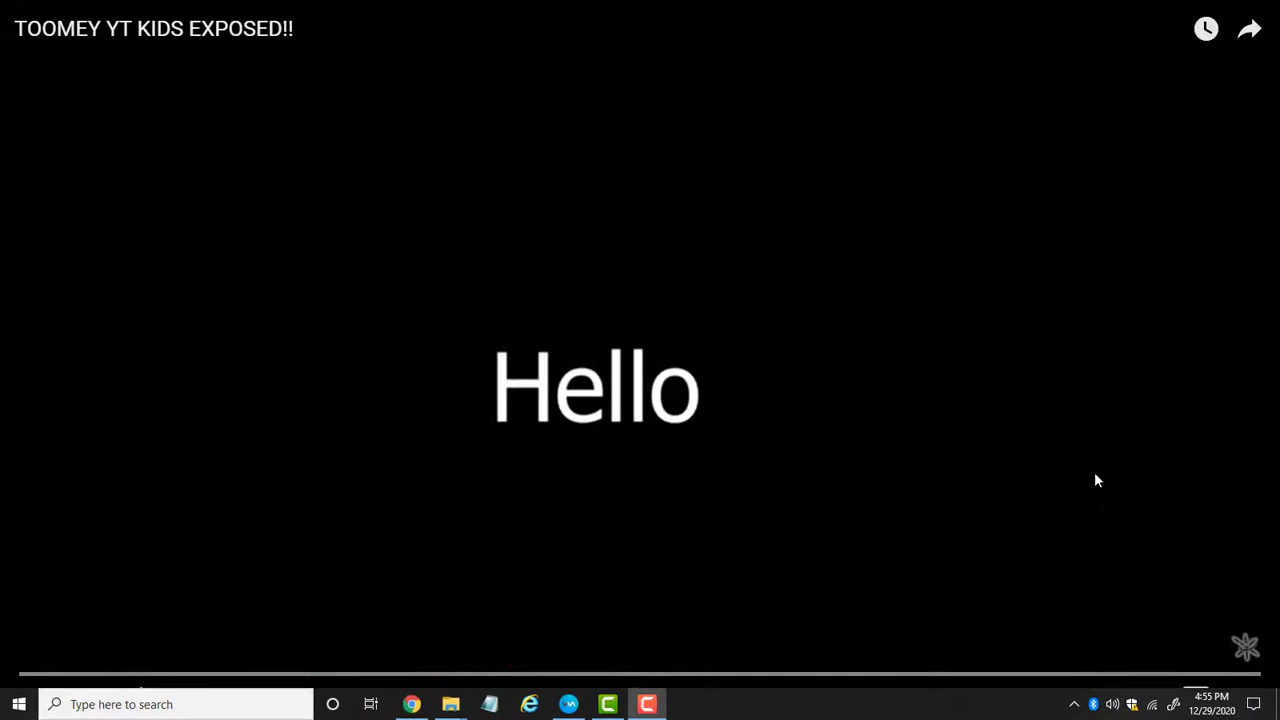 TOOMEY YT KIDS EXPOSED!!
Hello
Type here to search
4:55 PM
12/29/2020